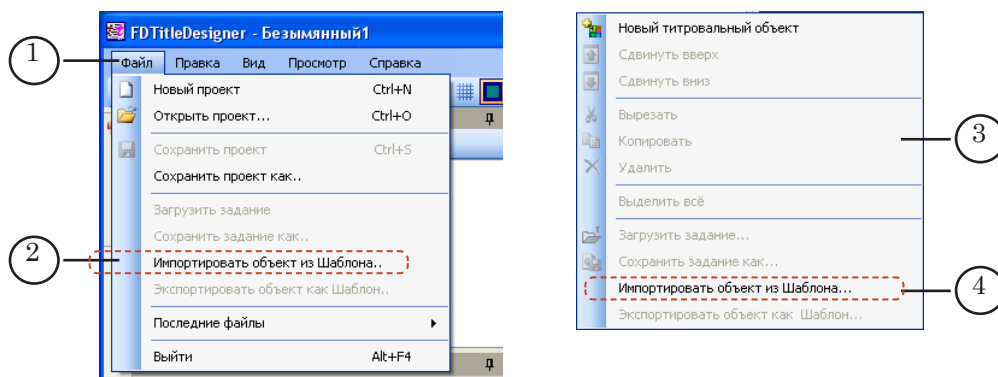 FDTitleDesigner - Безымянный1
Файл Правка Вид Просмотр Справка
Новый проект Ctrl+N
Открыть проект... Ctrl+O
Сохранить проект Ctrl+S
Сохранить проект как..
Загрузить задание
Сохранить задание как..
Импортировать объект из Шаблона..
Экспортировать объект как Шаблон..
Последние файлы
Выйти Alt+F4
1
2
Новый титровальный объект
Сдвинуть вверх
Сдвинуть вниз
Вырезать
Копировать
Удалить
Выделить всё
Загрузить задание...
Сохранить задание как...
Импортировать объект из Шаблона...
Экспортировать объект как Шаблон...
3
4